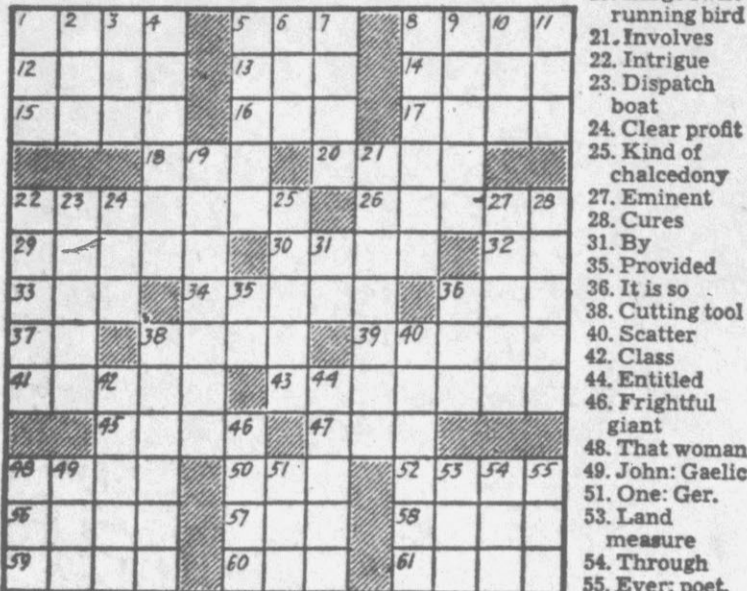 1 2 3 4 5 6 7 8 9 10 11
12 13 14
15 16 17
18 19 20 21
22 23 24 25 26 27 28
29 30 31 32
33 34 35 36
37 38 39 40
41 42 43 44
45 46 47
48 49 50 51 52 53 54 55
56 57 58
59 60 61
running bird
21. Involves
22. Intrigue
23. Dispatch
boat
24. Clear profit
25. Kind of
chalcedony
27. Eminent
28. Cures
31. By
35. Provided
36. It is so
38. Cutting tool
40. Scatter
42. Class
44. Entitled
46. Frightful
giant
48. That woman
49. John: Gaelic
51. One: Ger.
53. Land
measure
54. Through
55. Ever: poet.